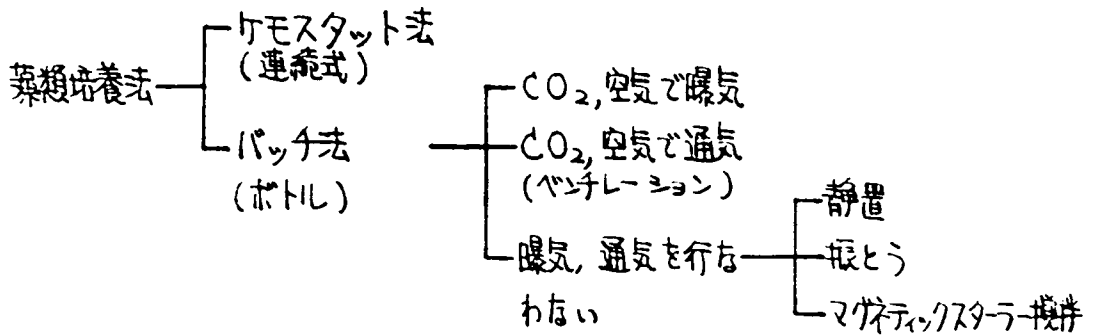 藻類培養法
ケモスタット法
(連続式)
バッチ法
(ボトル)
CO₂,空気で曝気
CO₂,空気で通気
(ベンチレーション)
曝気,通気を行な
わない
静置
振とう
マグネティックスターラー攪拌